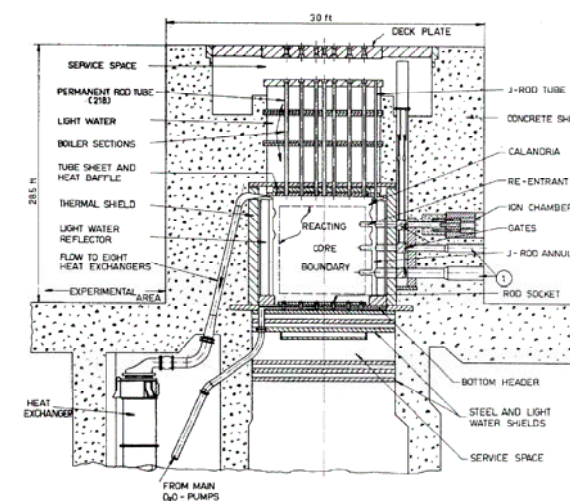 30 ft
DECK PLATE
SERVICE SPACE
PERMANENT ROD TUBE
(218)
LIGHT WATER
BOILER SECTIONS
TUBE SHEET AND
HEAT BAFFLE
THERMAL SHIELD
LIGHT WATER
REFLECTOR
FLOW TO EIGHT
HEAT EXCHANGERS
EXPERIMENTAL
AREA
28.5 ft
HEAT
EXCHANGER
FROM MAIN
D₂O - PUMPS
REACTING
CORE
BOUNDARY
J-ROD TUBE
CONCRETE SHI
CALANDRIA
RE-ENTRANT
ION CHAMBER
GATES
J-ROD ANNUL
1
ROD SOCKET
BOTTOM HEADER
STEEL AND LIGHT
WATER SHIELDS
SERVICE SPACE